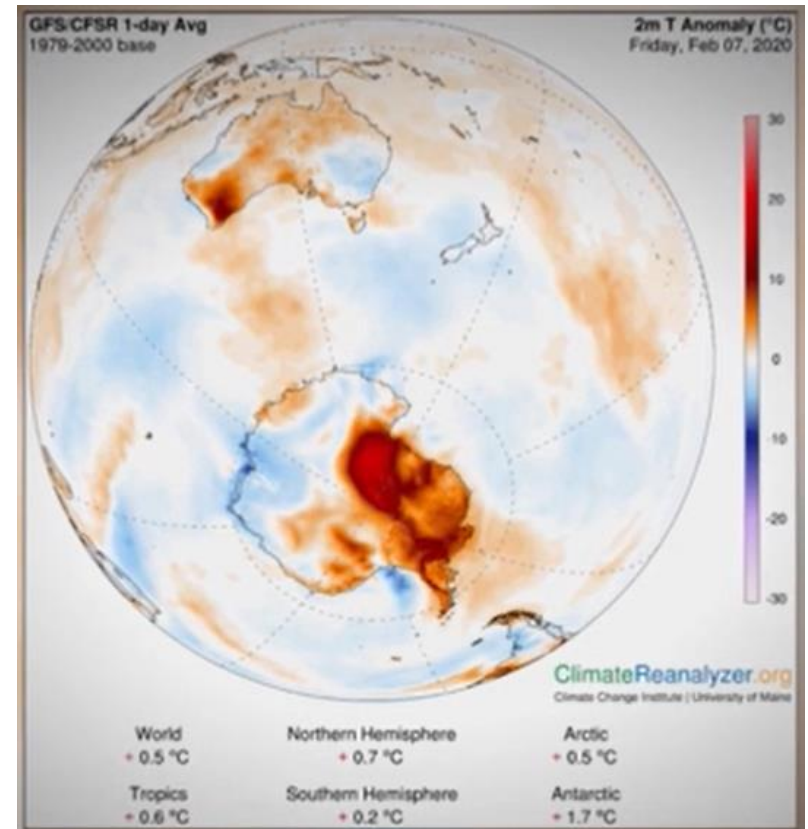 GFS/CFSR 1-day Avg
1979-2000 base
2m T Anomaly (°C)
Friday, Feb 07, 2020
30
20
10
0
-10
-20
-30
ClimateReanalyzer.org
Climate Change Institute | University of Maine
World
+ 0.5 °C
Northern Hemisphere
+ 0.7 °C
Arctic
+ 0.5 °C
Tropics
+ 0.6 °C
Southern Hemisphere
+ 0.2 °C
Antarctic
+ 1.7 °C